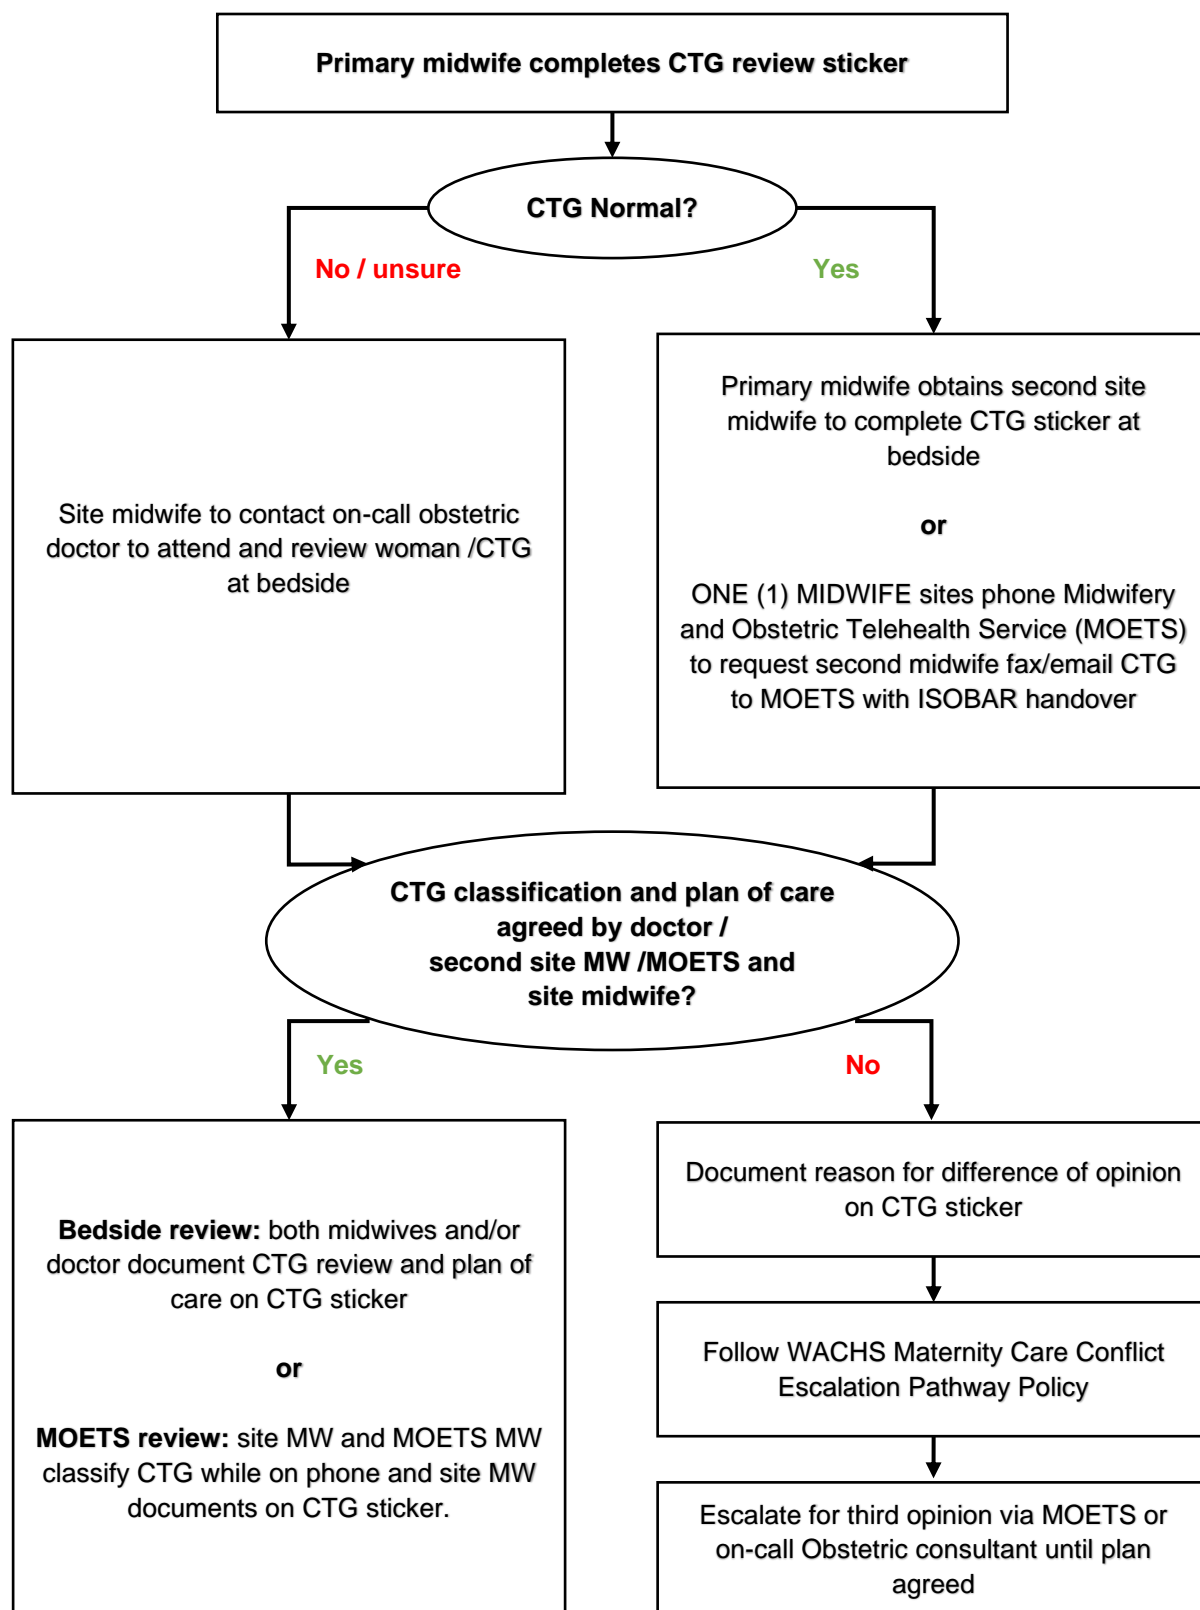 Primary midwife completes CTG review sticker
CTG Normal?
No / unsure
Yes
Site midwife to contact on-call obstetric
doctor to attend and review woman /CTG
at bedside
Primary midwife obtains second site
midwife to complete CTG sticker at
bedside
or
ONE (1) MIDWIFE sites phone Midwifery
and Obstetric Telehealth Service (MOETS)
to request second midwife fax/email CTG
to MOETS with ISOBAR handover
CTG classification and plan of care
agreed by doctor /
second site MW /MOETS and
site midwife?
Yes
No
Bedside review: both midwives and/or
doctor document CTG review and plan of
care on CTG sticker
or
MOETS review: site MW and MOETS MW
classify CTG while on phone and site MW
documents on CTG sticker.
Document reason for difference of opinion
on CTG sticker
Follow WACHS Maternity Care Conflict
Escalation Pathway Policy
Escalate for third opinion via MOETS or
on-call Obstetric consultant until plan
agreed